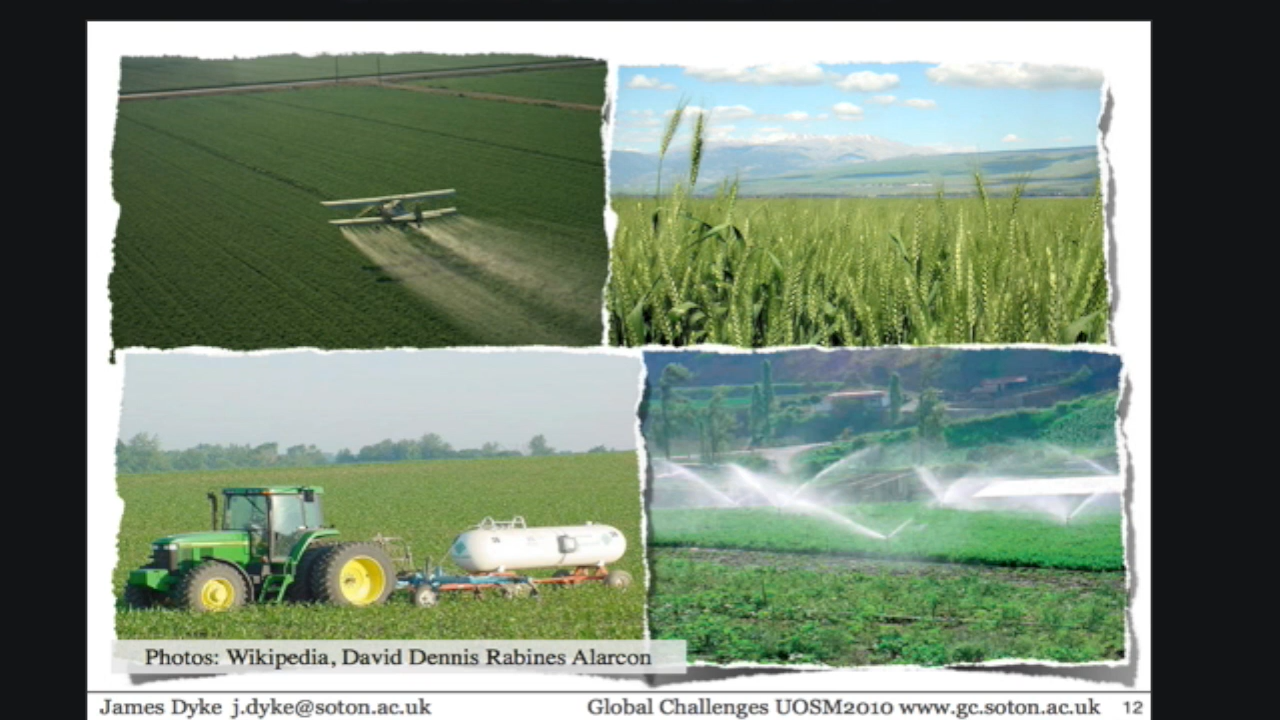 Photos: Wikipedia, David Dennis Rabines Alarcon
James Dyke j.dyke@soton.ac.uk
Global Challenges UOSM2010 www.gc.soton.ac.uk 12